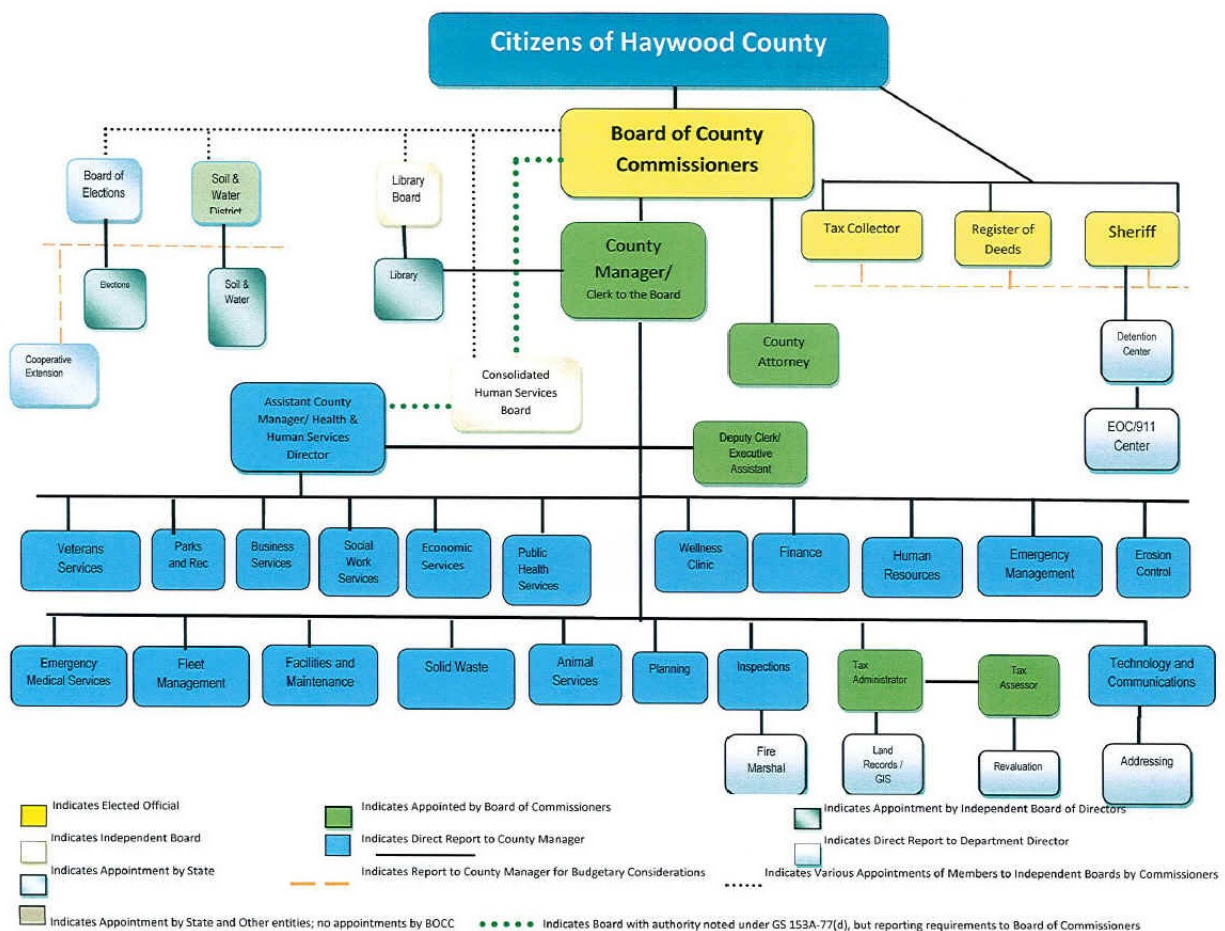 Citizens of Haywood County
Board of County
Commissioners
Board of
Elections
Soil &
Water
District
Library
Board
Tax Collector
Register of
Deeds
Sheriff
County
Manager/
Clerk to the Board
Elections
Soil &
Water
Library
County
Attorney
Detention
Center
Cooperative
Extension
Consolidated
Human Services
Board
Assistant County
Manager/ Health &
Human Services
Director
Deputy Clerk/
Executive
Assistant
EOC/911
Center
Veterans
Services
Parks
and Rec
Business
Services
Social
Work
Services
Economic
Services
Public
Health
Services
Wellness
Clinic
Finance
Human
Resources
Emergency
Management
Erosion
Control
Emergency
Medical Services
Fleet
Management
Facilities and
Maintenance
Solid Waste
Animal
Services
Planning
Inspections
Tax
Administrator
Tax
Assessor
Technology and
Communications
Fire
Marshal
Land
Records /
GIS
Revaluation
Addressing
Indicates Elected Official
Indicates Appointed by Board of Commissioners
Indicates Appointment by Independent Board of Directors
Indicates Independent Board
Indicates Direct Report to County Manager
Indicates Direct Report to Department Director
Indicates Appointment by State
Indicates Report to County Manager for Budgetary Considerations
Indicates Various Appointments of Members to Independent Boards by Commissioners
Indicates Appointment by State and Other entities; no appointments by BOCC
Indicates Board with authority noted under GS 153A-77(d), but reporting requirements to Board of Commissioners